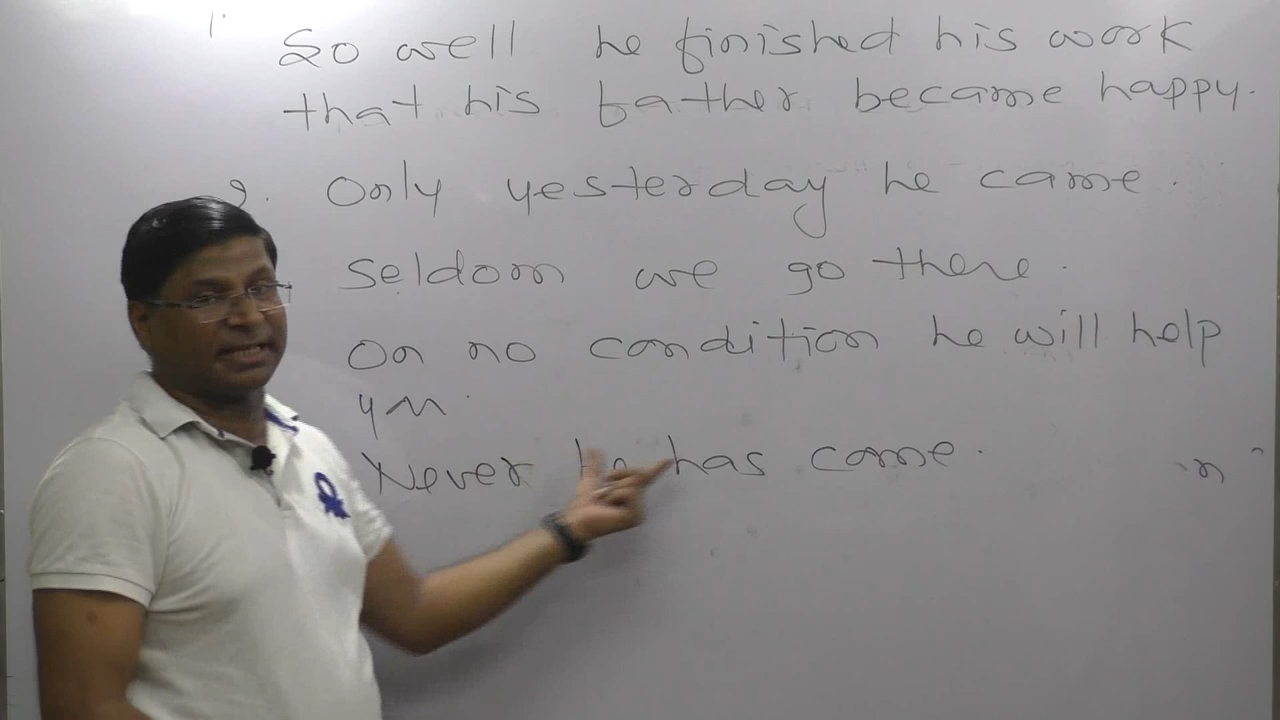 1. So well he finished his work
that his father became happy.
2. Only yesterday he came.
seldom we go there.
On no condition he will help
you.
Never he has come.